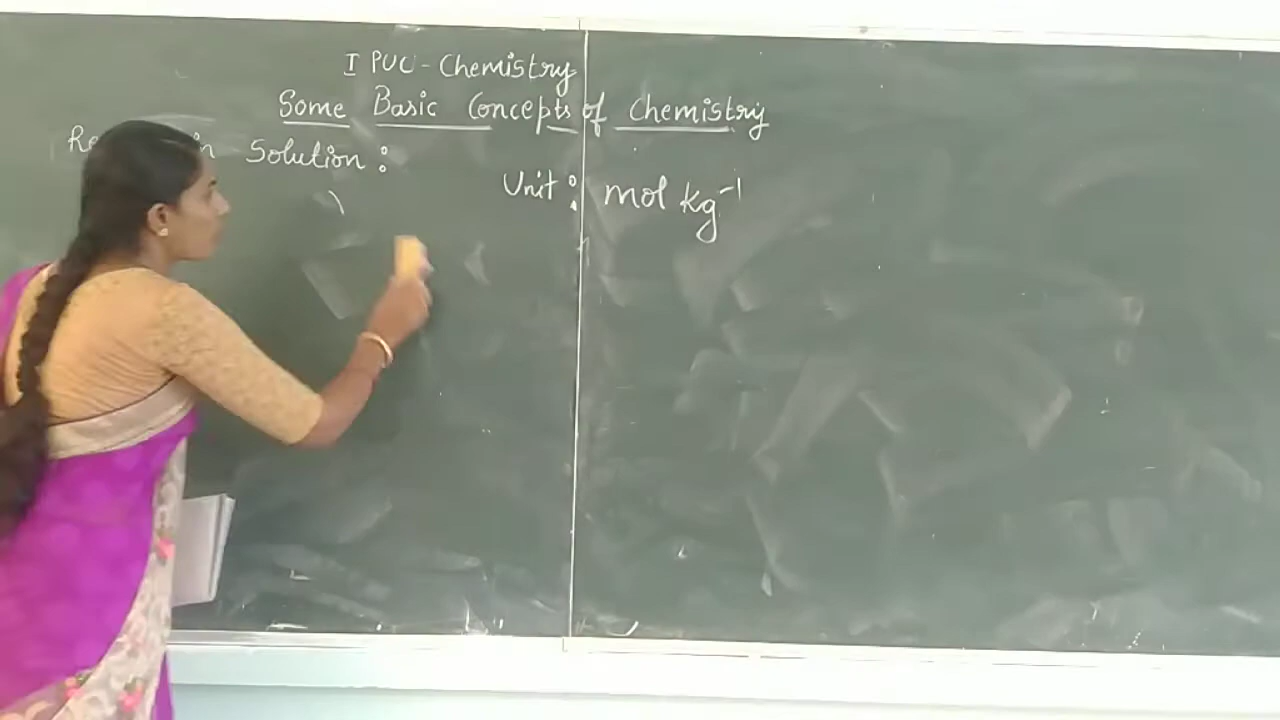 I PUC - Chemistry
Some Basic Concepts of Chemistry
Solution :
Unit : mol kg⁻¹